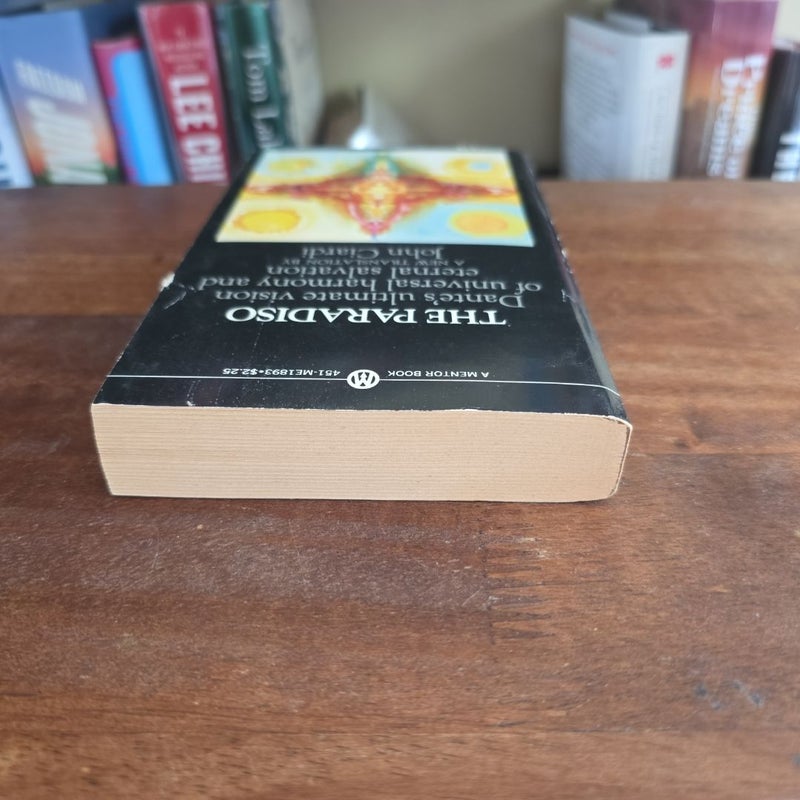 A MENTOR BOOK
451-ME1893•$2.25
THE PARADISO
Dante's ultimate vision
of universal harmony and
eternal salvation
A NEW TRANSLATION BY
John Ciardi
LEE CHI
Tom